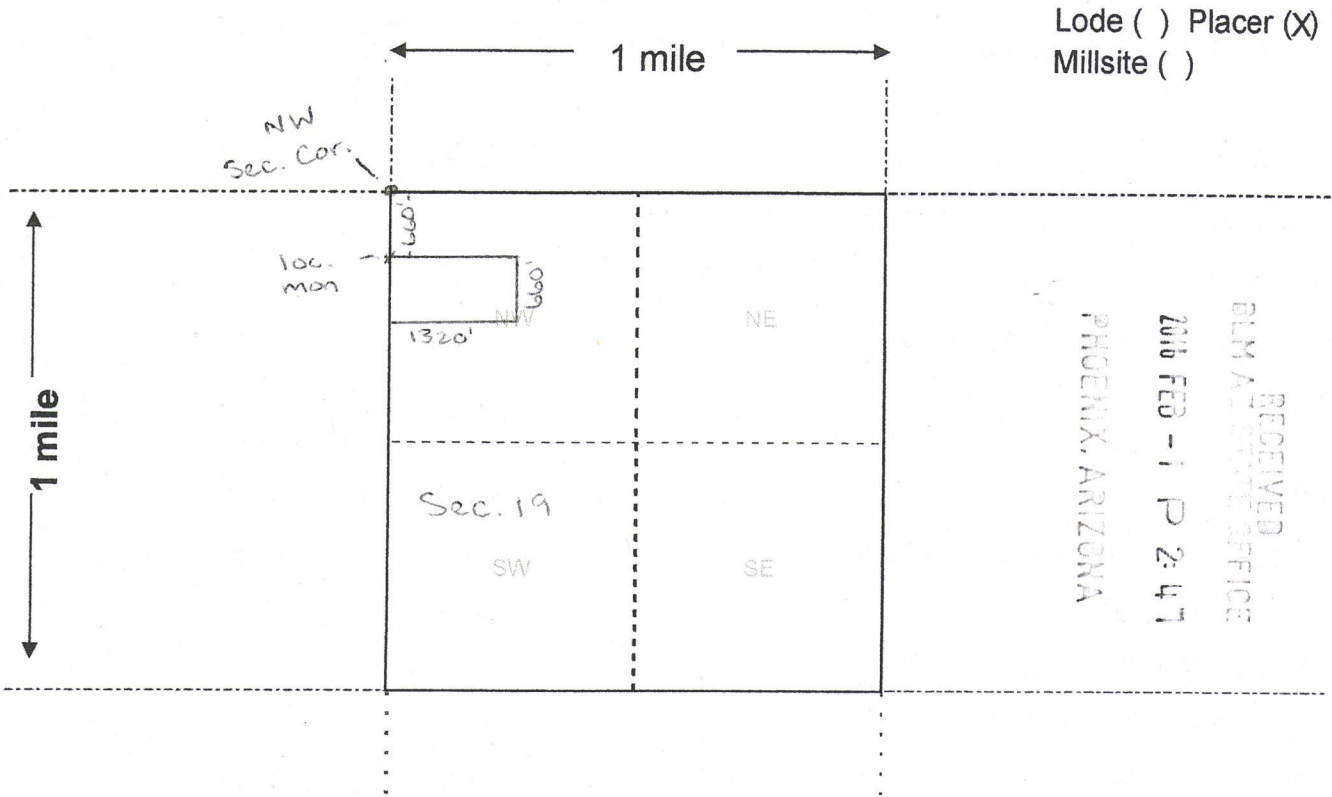 Lode ( ) Placer (X)
Millsite ( )
1 mile
NW
Sec. Cor.
660'
loc.
mon
660'
1320'
NW
NE
1 mile
Sec. 19
SW
SE
RECEIVED
BLM STATE OFFICE
FEB -1 P 2:47
PHOENIX, ARIZONA